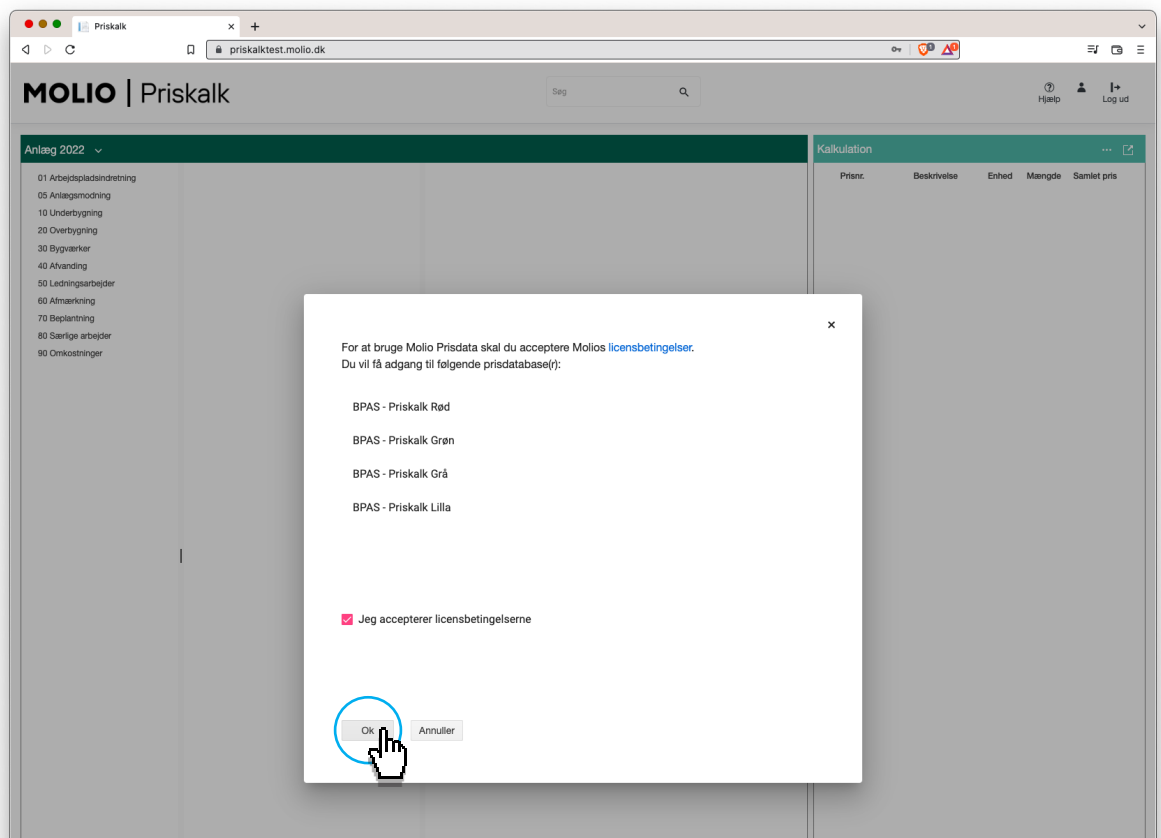 Priskalk
priskalktest.molio.dk
1
1
MOLIO | Priskalk
Søg
Hjælp
Log ud
Anlæg 2022
01 Arbejdspladsindretning
05 Anlægsmodning
10 Underbygning
20 Overbygning
30 Bygværker
40 Afvanding
50 Ledningsarbejder
60 Afmærkning
70 Beplantning
80 Særlige arbejder
90 Omkostninger
Kalkulation
Prisnr. Beskrivelse Enhed Mængde Samlet pris
For at bruge Molio Prisdata skal du acceptere Molios licensbetingelser.
Du vil få adgang til følgende prisdatabase(r):
BPAS - Priskalk Rød
BPAS - Priskalk Grøn
BPAS - Priskalk Grå
BPAS - Priskalk Lilla
Jeg accepterer licensbetingelserne
Ok
Annuller